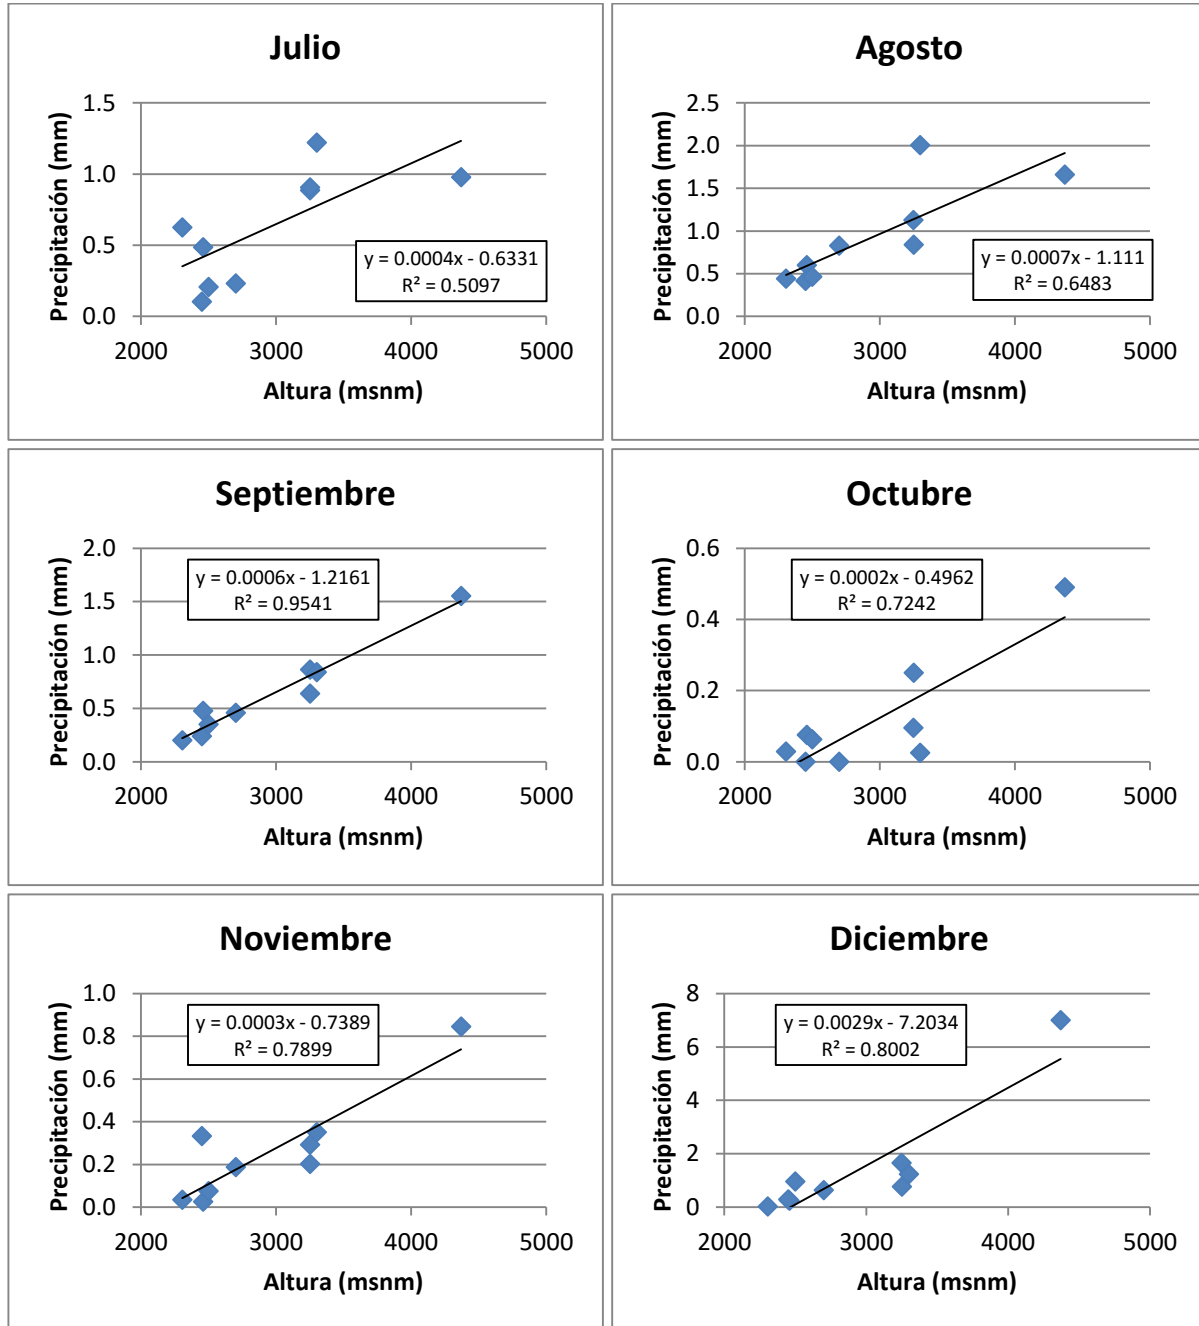 Julio
Precipitación (mm)
1.5
1.0
0.5
0.0
y = 0.0004x - 0.6331
R² = 0.5097
2000 3000 4000 5000
Altura (msnm)
Agosto
Precipitación (mm)
2.5
2.0
1.5
1.0
0.5
0.0
y = 0.0007x - 1.111
R² = 0.6483
2000 3000 4000 5000
Altura (msnm)
Septiembre
Precipitación (mm)
2.0
1.5
1.0
0.5
0.0
y = 0.0006x - 1.2161
R² = 0.9541
2000 3000 4000 5000
Altura (msnm)
Octubre
Precipitación (mm)
0.6
0.4
0.2
0.0
y = 0.0002x - 0.4962
R² = 0.7242
2000 3000 4000 5000
Altura (msnm)
Noviembre
Precipitación (mm)
1.0
0.8
0.6
0.4
0.2
0.0
y = 0.0003x - 0.7389
R² = 0.7899
2000 3000 4000 5000
Altura (msnm)
Diciembre
Precipitación (mm)
8
6
4
2
0
y = 0.0029x - 7.2034
R² = 0.8002
2000 3000 4000 5000
Altura (msnm)